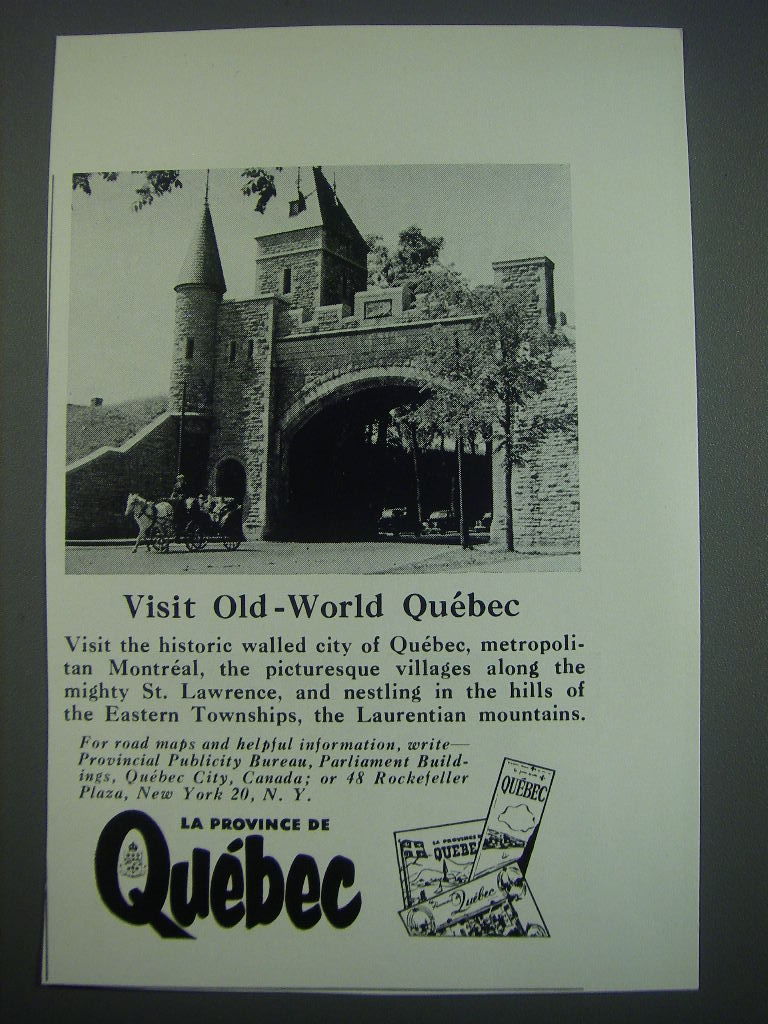 Visit Old-World Québec
Visit the historic walled city of Québec, metropoli-
tan Montréal, the picturesque villages along the
mighty St. Lawrence, and nestling in the hills of
the Eastern Townships, the Laurentian mountains.
For road maps and helpful information, write—
Provincial Publicity Bureau, Parliament Build-
ings, Québec City, Canada; or 48 Rockefeller
Plaza, New York 20, N. Y.
LA PROVINCE DE
Québec
QUÉBEC
LA PROVINCE DE
QUÉBEC
Québec